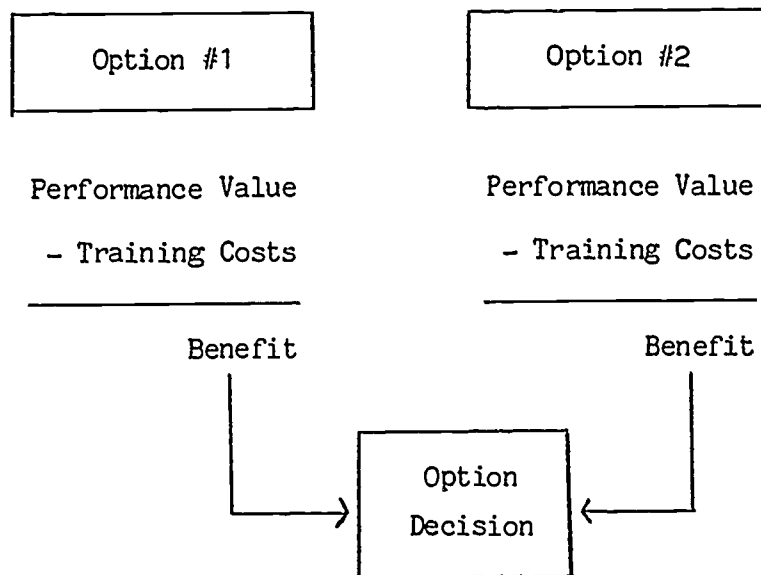 Option #1
Option #2
Performance Value
- Training Costs
Benefit
Performance Value
- Training Costs
Benefit
Option
Decision